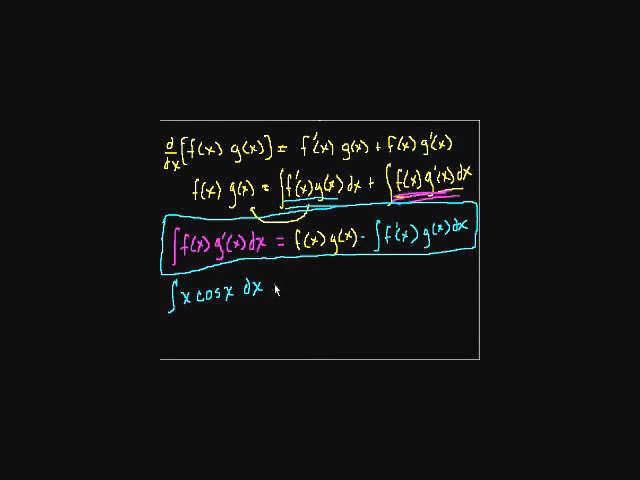 d/dx [f(x) g(x)] = f'(x) g(x) + f(x) g'(x)
f(x) g(x) = ∫f'(x)g(x) dx + ∫f(x) g'(x) dx
∫f(x) g'(x) dx = f(x) g(x) - ∫f'(x) g(x) dx
∫x cos x dx